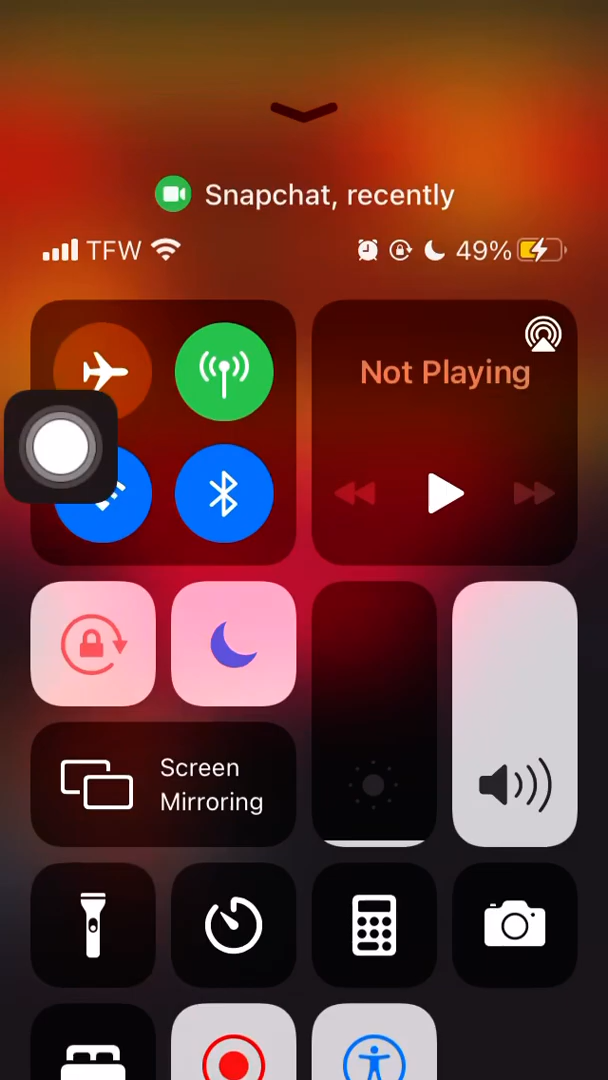 Snapchat, recently
TFW 49%
Not Playing
Screen
Mirroring